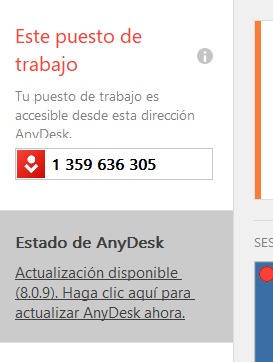 Este puesto de
trabajo
Tu puesto de trabajo es
accesible desde esta dirección
AnyDesk.
1 359 636 305
Estado de AnyDesk
Actualización disponible
(8.0.9). Haga clic aquí para
actualizar AnyDesk ahora.
SES